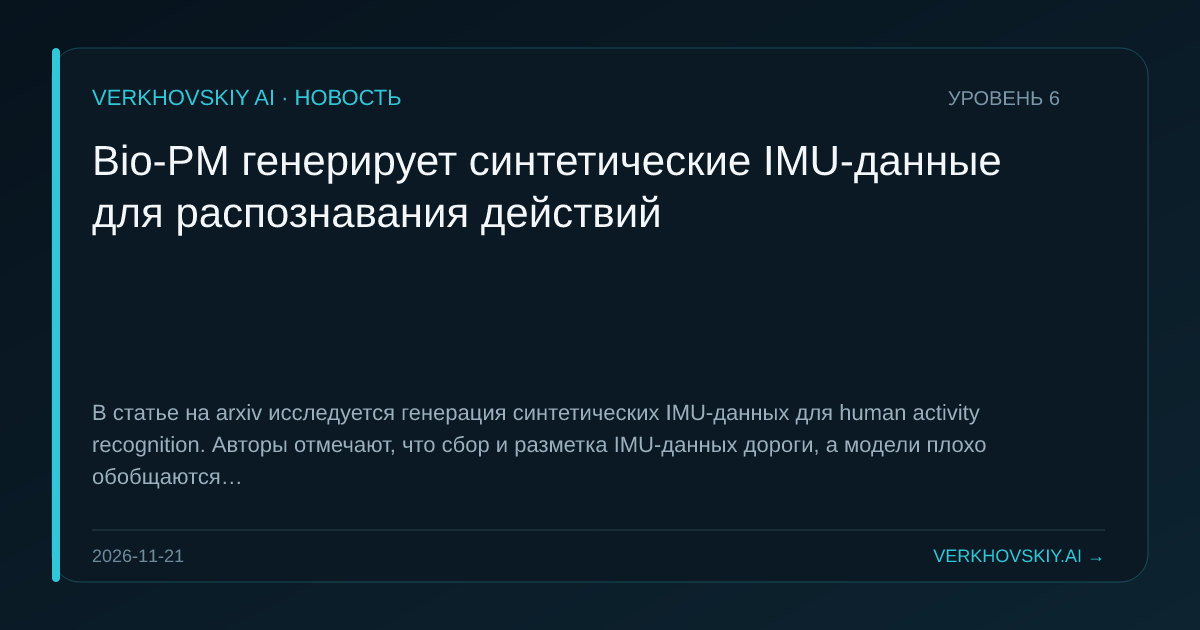 VERKHOVSKIY AI · НОВОСТЬ
УРОВЕНЬ 6
Bio-PM генерирует синтетические IMU-данные
для распознавания действий
В статье на arxiv исследуется генерация синтетических IMU-данных для human activity
recognition. Авторы отмечают, что сбор и разметка IMU-данных дороги, а модели плохо
обобщаются…
2026-11-21
VERKHOVSKIY.AI →